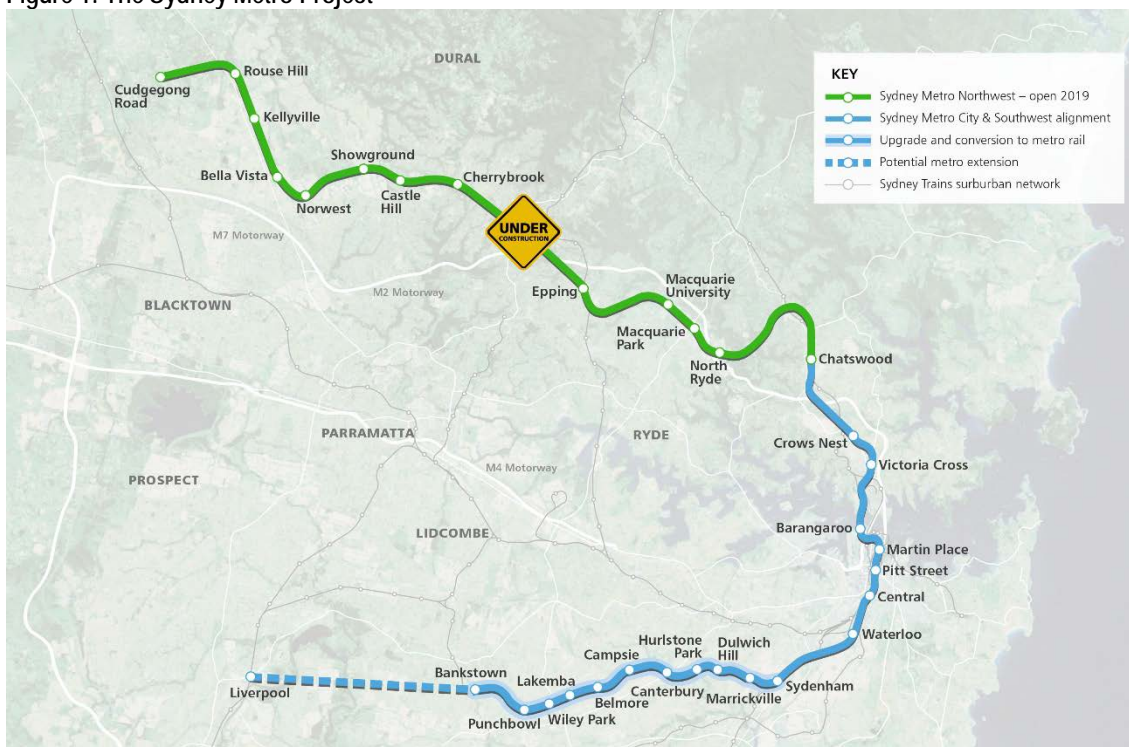 Figure 1: The Sydney Metro Project
DURAL
KEY
Sydney Metro Northwest – open 2019
Sydney Metro City & Southwest alignment
Upgrade and conversion to metro rail
Potential metro extension
Sydney Trains surburban network
Cudgegong
Road
Rouse Hill
Kellyville
Showground
Bella Vista
Cherrybrook
Norwest
Castle
Hill
UNDER
CONSTRUCTION
M7 Motorway
M2 Motorway
BLACKTOWN
Epping
Macquarie
University
Macquarie
Park
North
Ryde
Chatswood
PARRAMATTA
RYDE
Crows Nest
M4 Motorway
Victoria Cross
PROSPECT
LIDCOMBE
Barangaroo
Martin Place
Pitt Street
Central
Waterloo
Hurlstone
Park
Dulwich
Hill
Campsie
Bankstown
Lakemba
Liverpool
Canterbury
Sydenham
Belmore
Marrickville
Punchbowl
Wiley Park